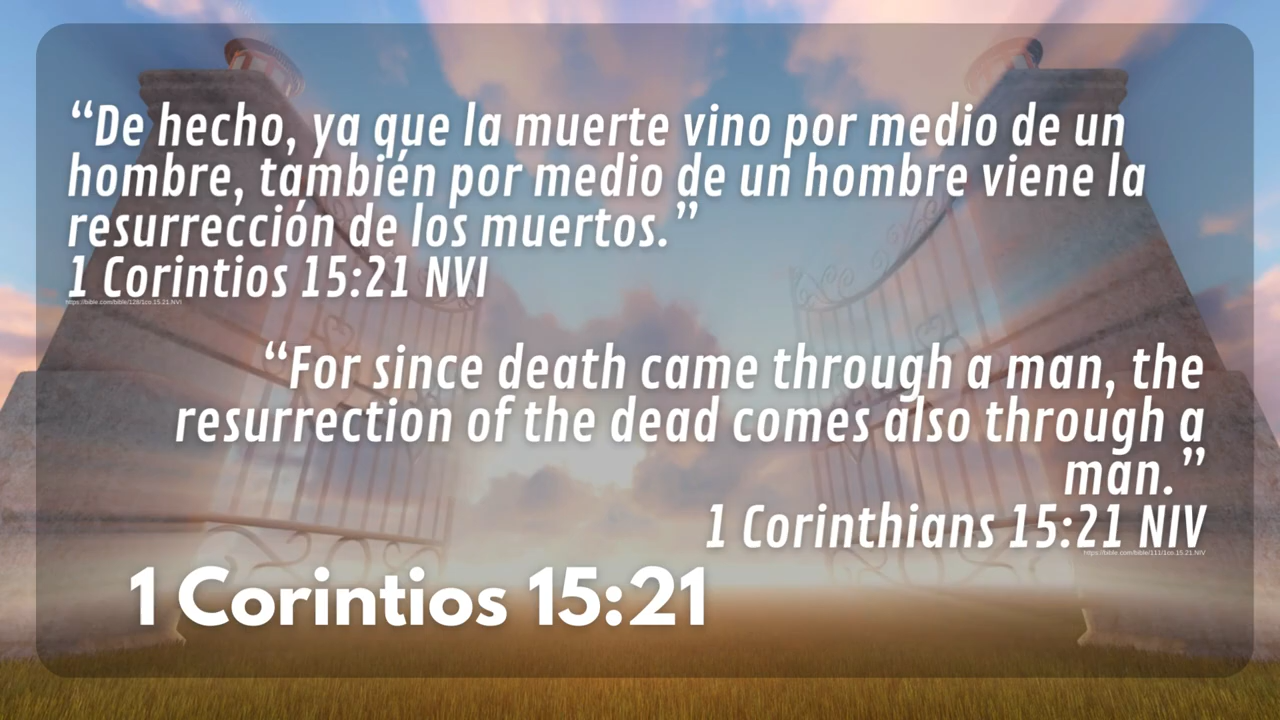 “De hecho, ya que la muerte vino por medio de un
hombre, también por medio de un hombre viene la
resurrección de los muertos.”
1 Corintios 15:21 NVI
https://bible.com/bible/128/1co.15.21.NVI
“For since death came through a man, the
resurrection of the dead comes also through a
man.”
1 Corinthians 15:21 NIV
https://bible.com/bible/111/1co.15.21.NIV
1 Corintios 15:21